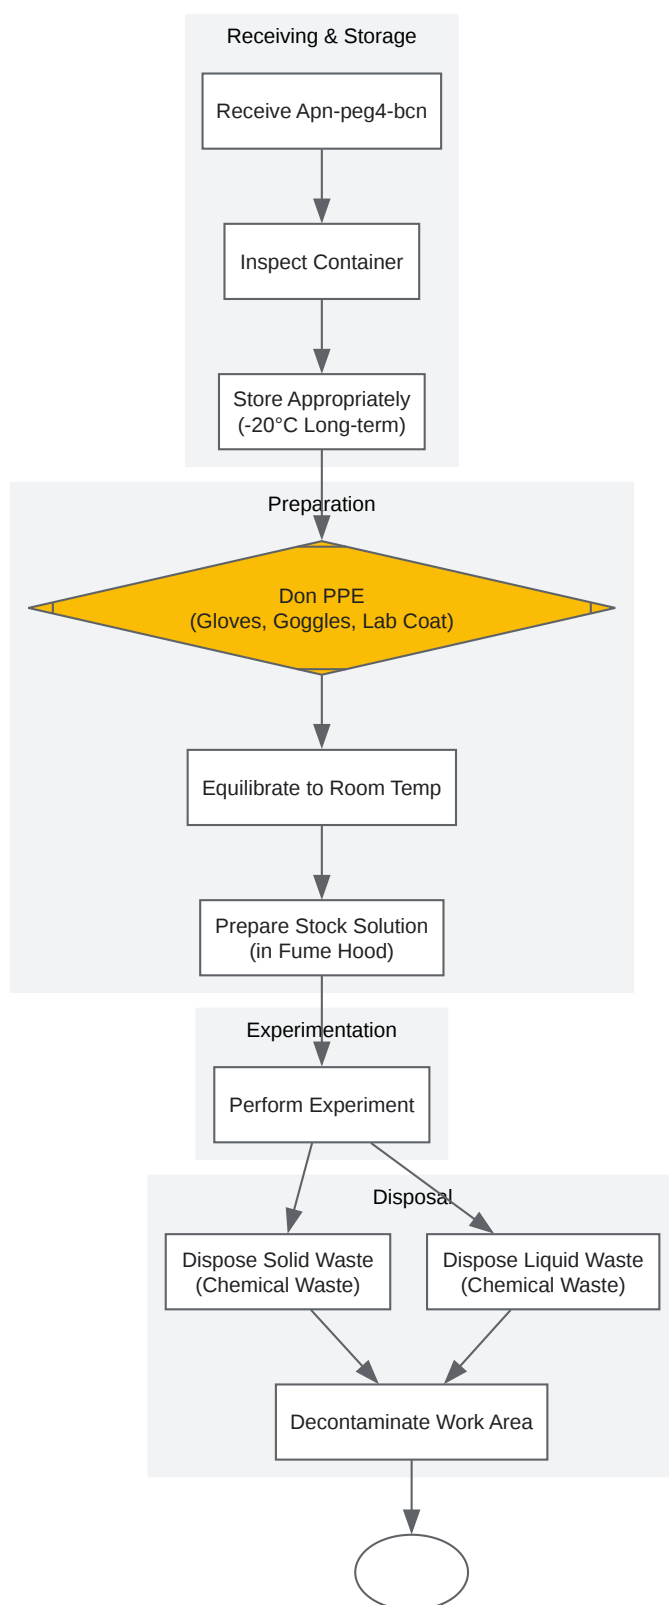 Receiving & Storage
Receive Apn-peg4-bcn
Inspect Container
Store Appropriately
(-20°C Long-term)
Preparation
Don PPE
(Gloves, Goggles, Lab Coat)
Equilibrate to Room Temp
Prepare Stock Solution
(in Fume Hood)
Experimentation
Perform Experiment
Disposal
Dispose Solid Waste
(Chemical Waste)
Dispose Liquid Waste
(Chemical Waste)
Decontaminate Work Area